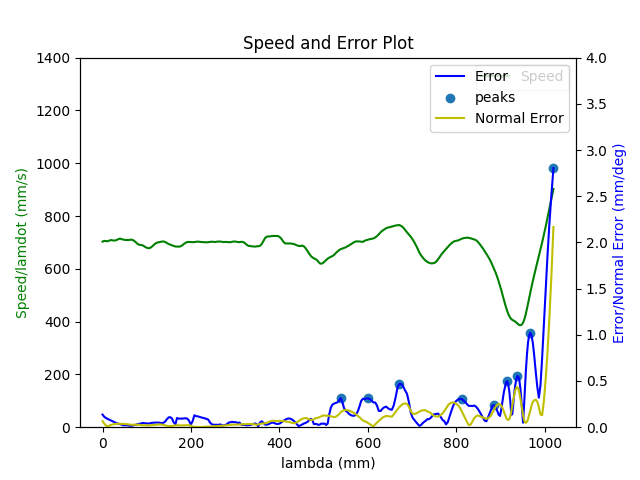 Speed and Error Plot
1400
1200
1000
800
600
400
200
0
Speed/lamdot (mm/s)
4.0
3.5
3.0
2.5
2.0
1.5
1.0
0.5
0.0
Error/Normal Error (mm/deg)
Error
Speed
peaks
Normal Error
0 200 400 600 800 1000
lambda (mm)